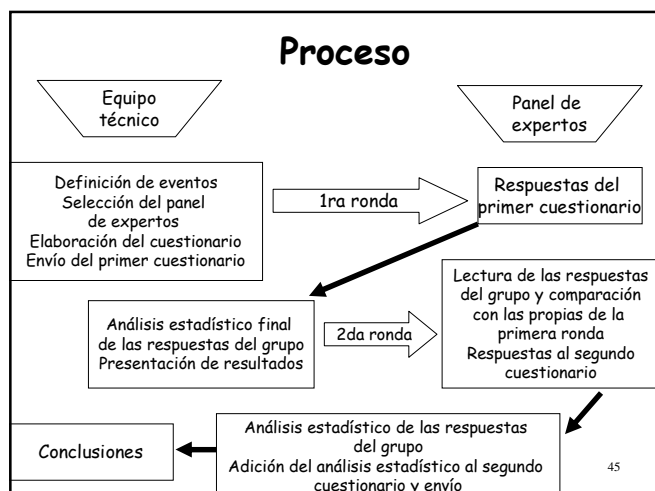 Proceso
Equipo
técnico
Panel de
expertos
Definición de eventos
Selección del panel
de expertos
Elaboración del cuestionario
Envío del primer cuestionario
1ra ronda
Respuestas del
primer cuestionario
Análisis estadístico final
de las respuestas del grupo
Presentación de resultados
2da ronda
Lectura de las respuestas
del grupo y comparación
con las propias de la
primera ronda
Respuestas al segundo
cuestionario
Conclusiones
Análisis estadístico de las respuestas
del grupo
Adición del análisis estadístico al segundo
cuestionario y envío
45